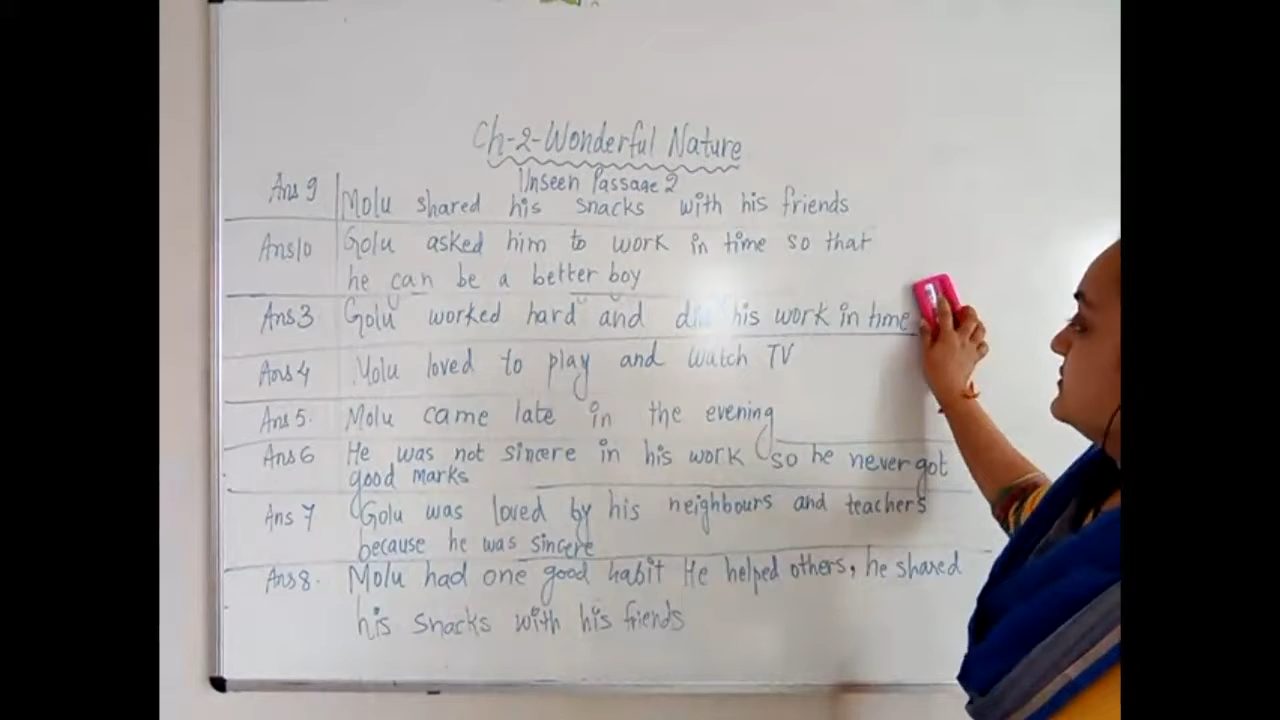 Ch-2-Wonderful Nature
Unseen Passage 2
Ans 9 Molu shared his snacks with his friends
Ans10 Golu asked him to work in time so that
he can be a better boy
Ans3 Golu worked hard and did his work in time
Ans4 Molu loved to play and watch TV
Ans5. Molu came late in the evening
Ans6 He was not sincere in his work so he never got
good marks
Ans 7 Golu was loved by his neighbours and teachers
because he was sincere
Ans8. Molu had one good habit He helped others, he shared
his snacks with his friends